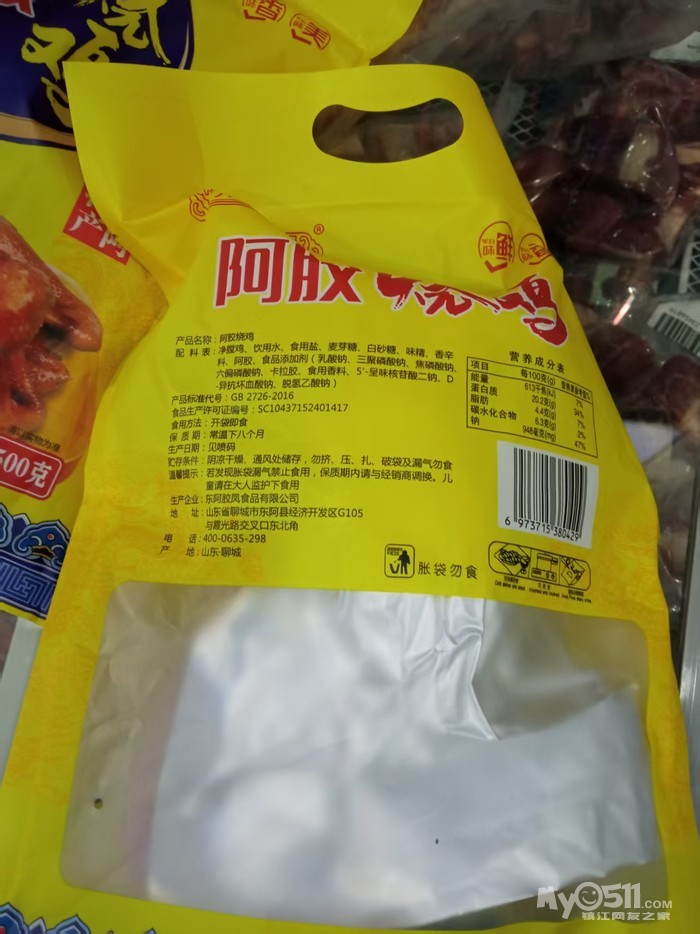 香
味
美
味
鲜
味
500克
阿胶烧鸡
®
产品名称：阿胶烧鸡
配 料 表：净膛鸡、饮用水、食用盐、麦芽糖、白砂糖、味精、香辛
料、阿胶、食品添加剂（乳酸钠、三聚磷酸钠、焦磷酸钠、
六偏磷酸钠、卡拉胶、食用香料、5'-呈味核苷酸二钠、D
-异抗坏血酸钠、脱氢乙酸钠）
产品标准代号：GB 2726-2016
食品生产许可证编号：SC10437152401417
食用方法：开袋即食
保 质 期：常温下八个月
生产日期：见喷码
贮存条件：阴凉干燥、通风处储存，勿挤、压、扎、破袋及漏气勿食
温馨提示：若发现胀袋漏气禁止食用，保质期内请与经销商调换。儿
童请在大人监护下食用
生产企业：东阿胶凤食品有限公司
地 址：山东省聊城市东阿县经济开发区G105
与霞光路交叉口东北角
电 话:400-0635-298
产 地:山东·聊城
营养成分表
项目 每100克(g) 营养素参考值%
能量 613千焦(kJ) 7%
蛋白质 20.2克(g) 34%
脂肪 4.4克(g) 7%
碳水化合物 6.3克(g) 2%
钠 948毫克(mg) 47%
6 973715 380429
胀袋勿食
My0511.com
镇江网友之家